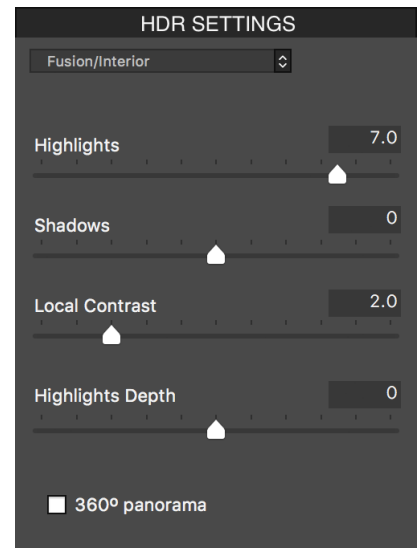 HDR SETTINGS
Fusion/Interior
Highlights 7.0
Shadows 0
Local Contrast 2.0
Highlights Depth 0
360º panorama